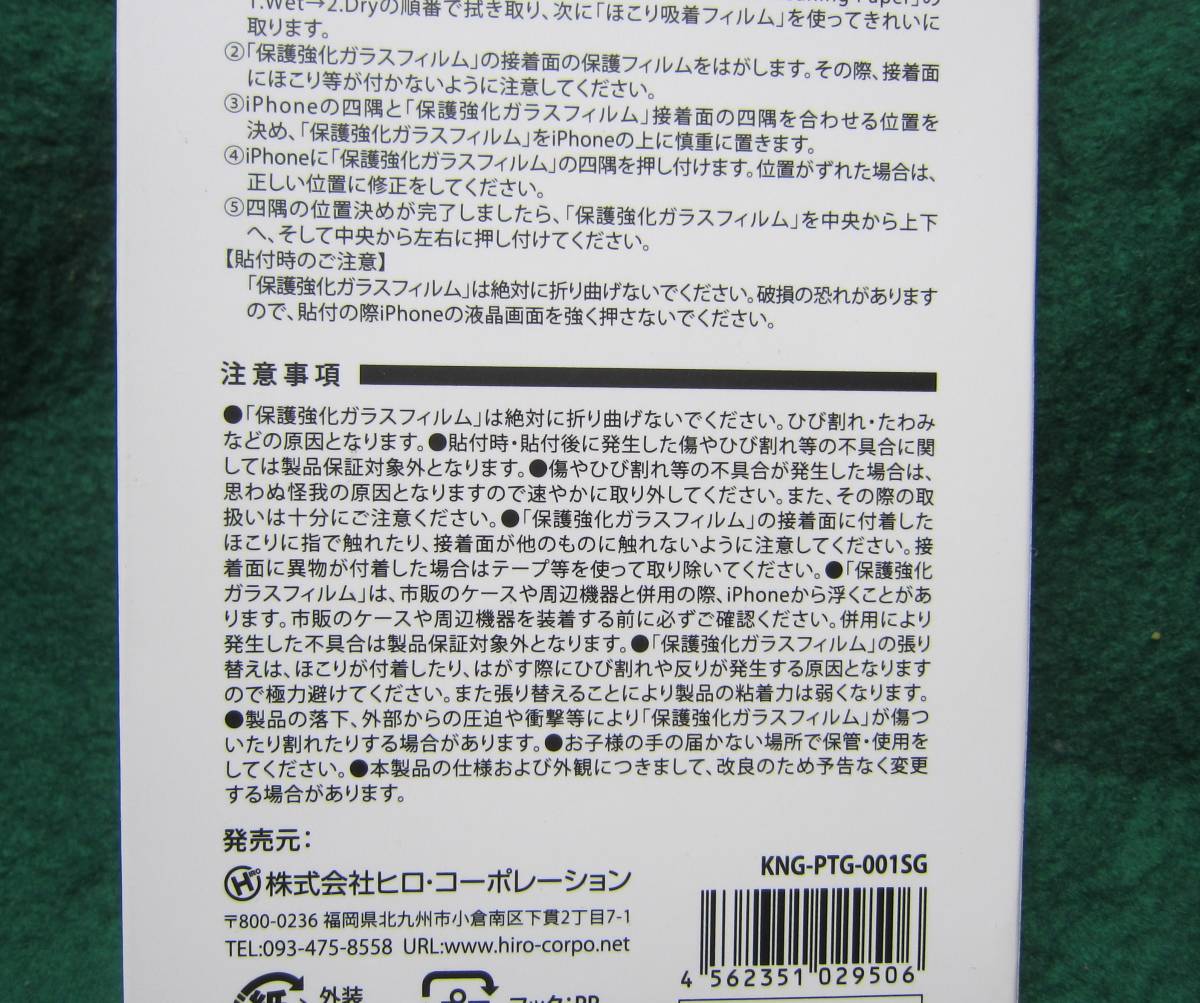 1.Wet→2.Dryの順番で拭き取り、次に「ほこり吸着フィルム」を使ってきれいに
取ります。
②「保護強化ガラスフィルム」の接着面の保護フィルムをはがします。その際、接着面
にほこり等が付かないように注意してください。
③iPhoneの四隅と「保護強化ガラスフィルム」接着面の四隅を合わせる位置を
決め、「保護強化ガラスフィルム」をiPhoneの上に慎重に置きます。
④iPhoneに「保護強化ガラスフィルム」の四隅を押し付けます。位置がずれた場合は、
正しい位置に修正をしてください。
⑤四隅の位置決めが完了しましたら、「保護強化ガラスフィルム」を中央から上下
へ、そして中央から左右に押し付けてください。
【貼付時のご注意】
「保護強化ガラスフィルム」は絶対に折り曲げないでください。破損の恐れがあります
ので、貼付の際iPhoneの液晶画面を強く押さないでください。
注意事項
●「保護強化ガラスフィルム」は絶対に折り曲げないでください。ひび割れ・たわみ
などの原因となります。●貼付時・貼付後に発生した傷やひび割れ等の不具合に関
しては製品保証対象外となります。●傷やひび割れ等の不具合が発生した場合は、
思わぬ怪我の原因となりますので速やかに取り外してください。また、その際の取
扱いは十分にご注意ください。●「保護強化ガラスフィルム」の接着面に付着した
ほこりに指で触れたり、接着面が他のものに触れないように注意してください。接
着面に異物が付着した場合はテープ等を使って取り除いてください。●「保護強化
ガラスフィルム」は、市販のケースや周辺機器と併用の際、iPhoneから浮くことがあ
ります。市販のケースや周辺機器を装着する前に必ずご確認ください。併用により
発生した不具合は製品保証対象外となります。●「保護強化ガラスフィルム」の張り
替えは、ほこりが付着したり、はがす際にひび割れや反りが発生する原因となります
ので極力避けてください。また張り替えることにより製品の粘着力は弱くなります。
●製品の落下、外部からの圧迫や衝撃等により「保護強化ガラスフィルム」が傷つ
いたり割れたりする場合があります。●お子様の手の届かない場所で保管・使用を
してください。●本製品の仕様および外観につきまして、改良のため予告なく変更
する場合があります。
発売元：
株式会社ヒロ・コーポレーション
〒800-0236 福岡県北九州市小倉南区下貫2丁目7-1
TEL:093-475-8558 URL:www.hiro-corpo.net
KNG-PTG-001SG
4 562351 029506
紙 外装
フック:PP